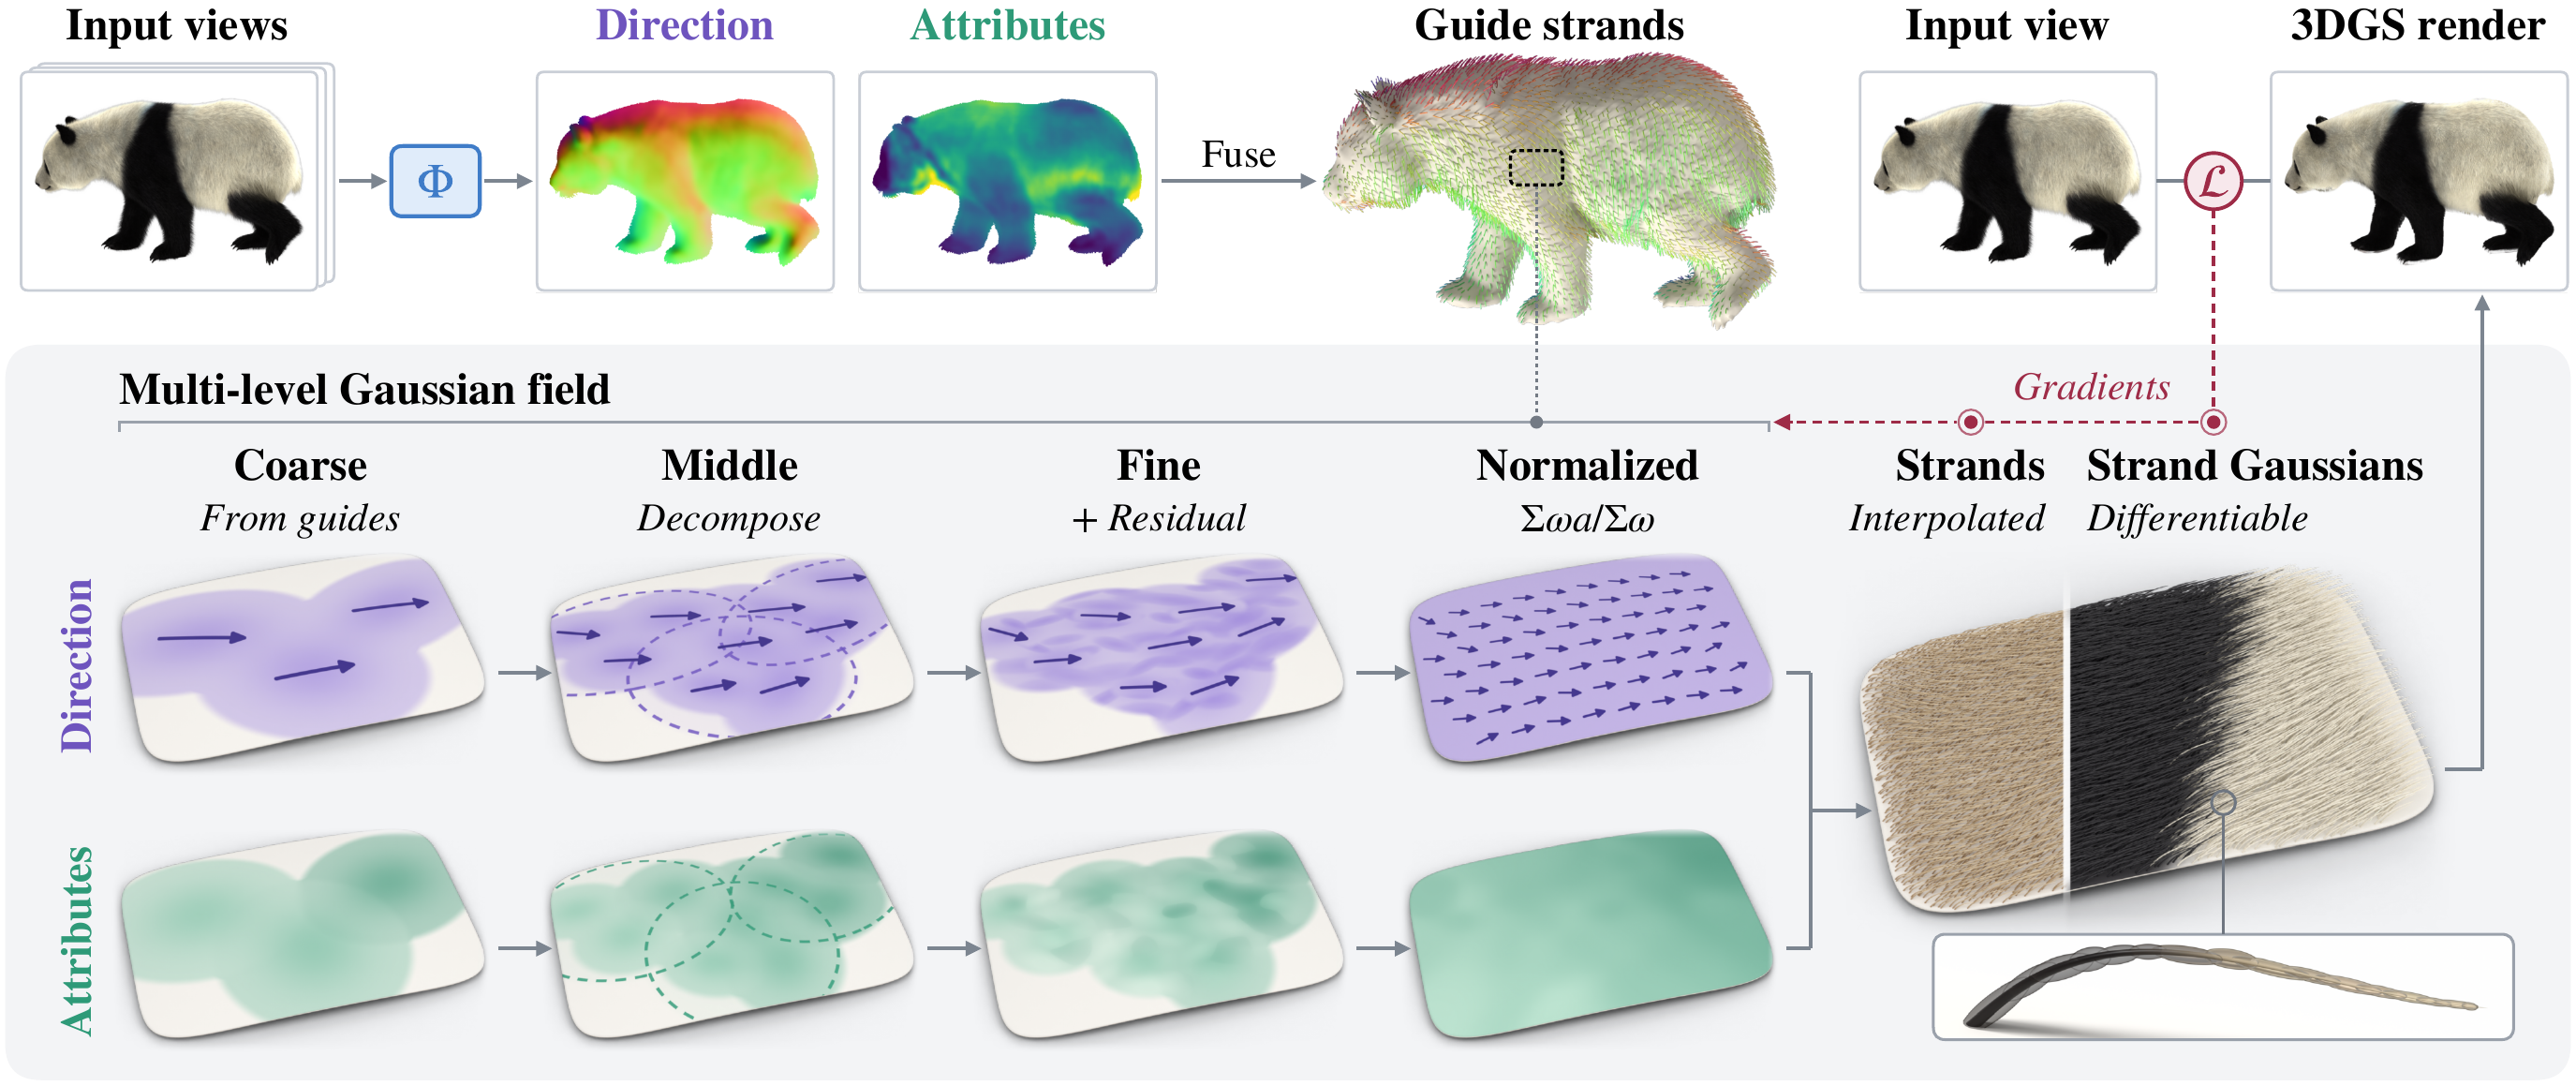 Input views
Direction
Attributes
Guide strands
Input view
3DGS render
Φ
Fuse
ℒ
Multi-level Gaussian field
Gradients
Coarse
From guides
Middle
Decompose
Fine
+ Residual
Normalized
Σωa/Σω
Strands
Interpolated
Strand Gaussians
Differentiable
Direction
Attributes